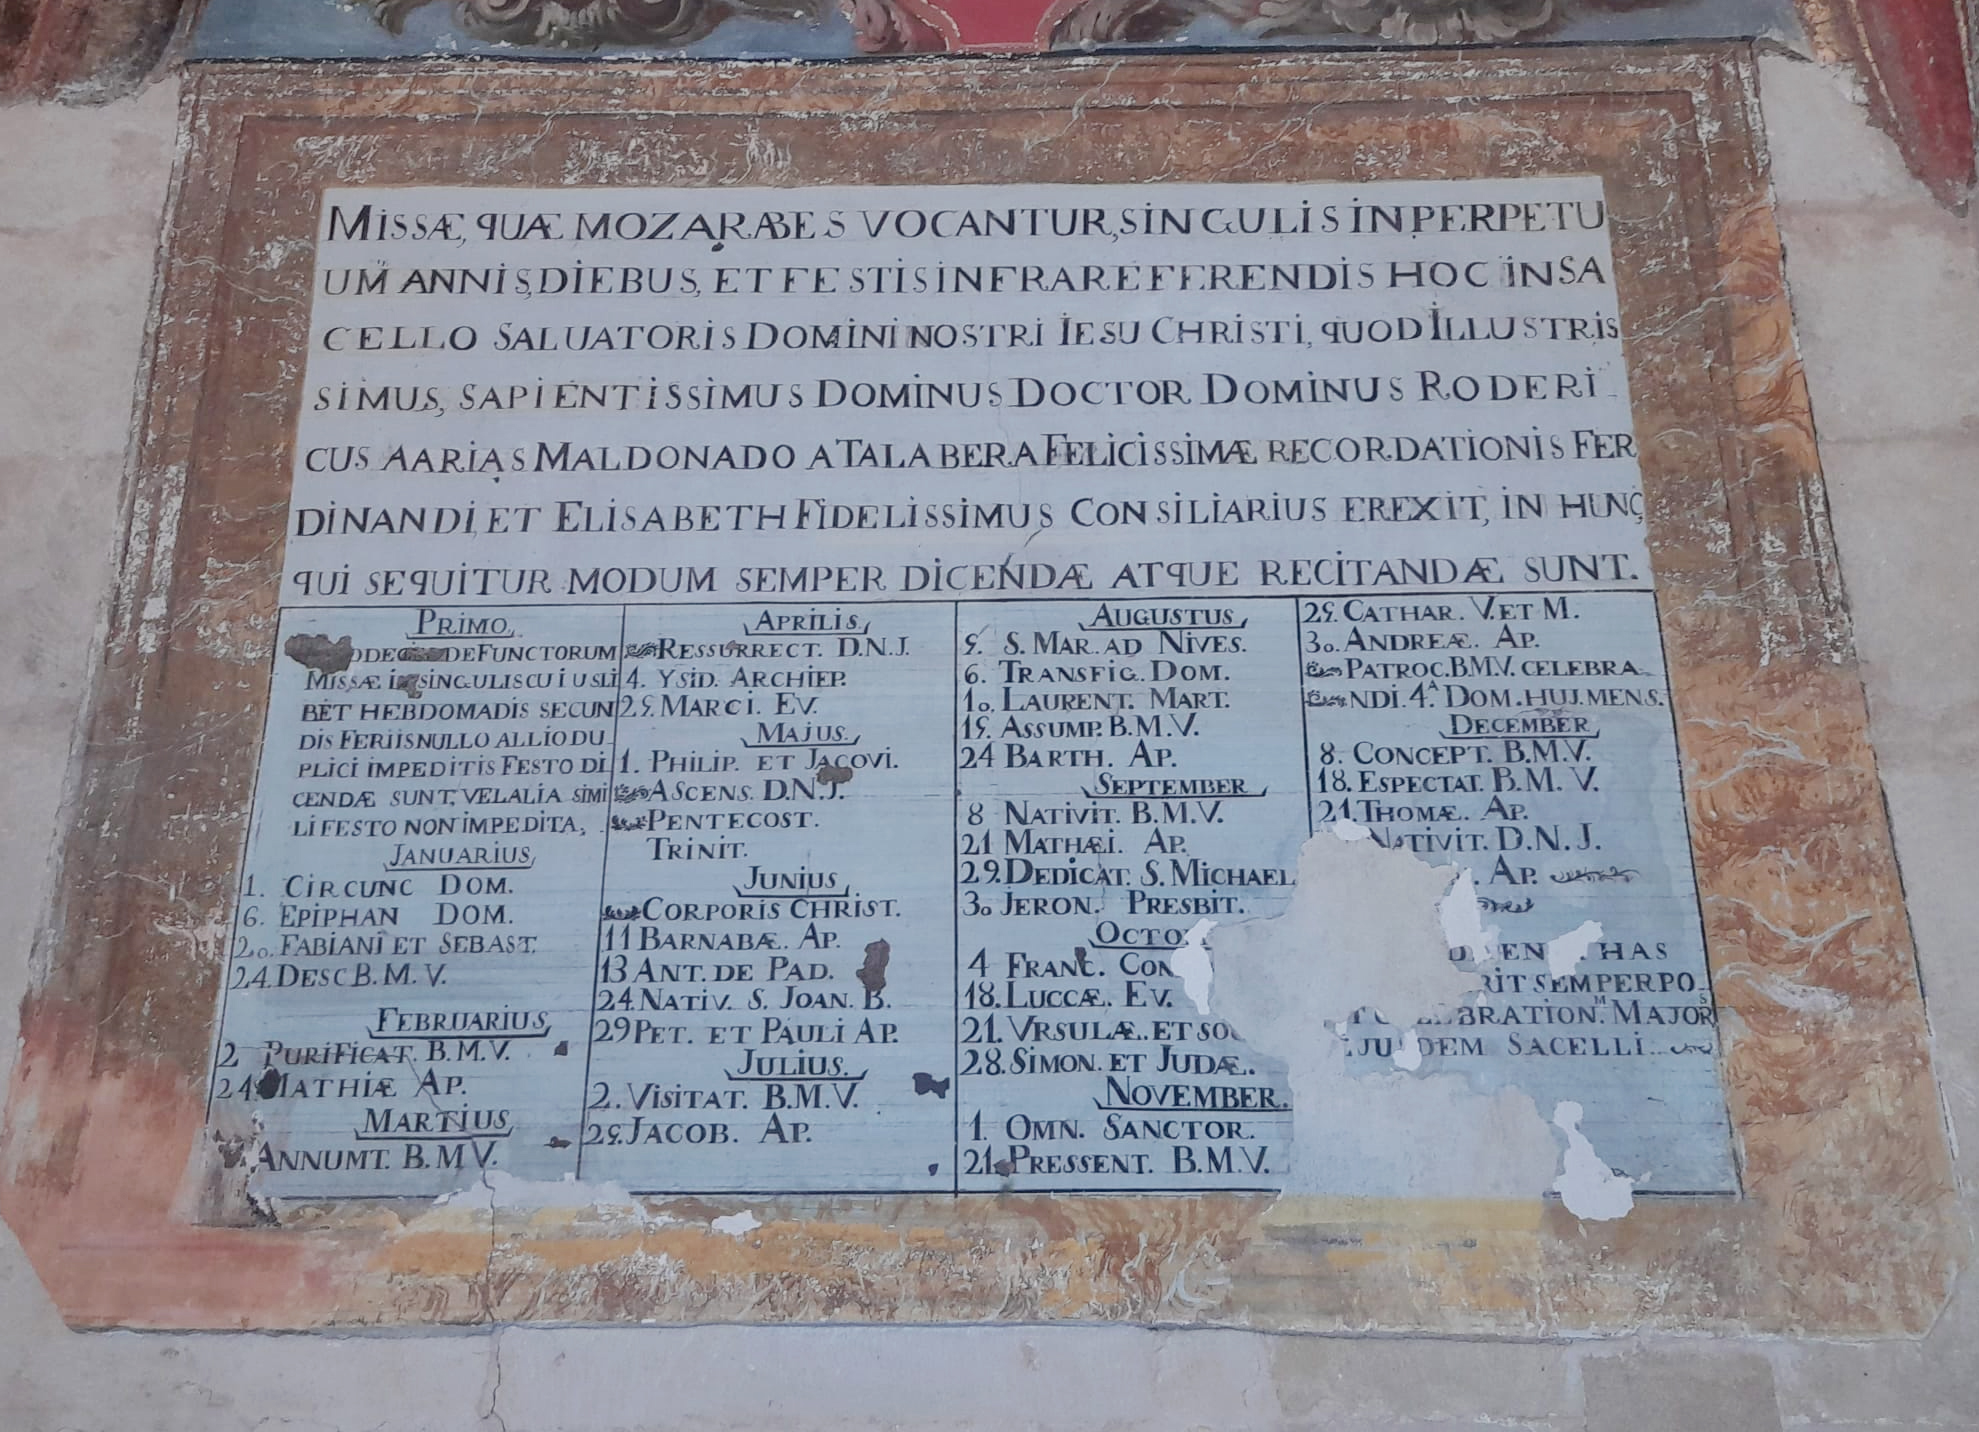 MISSÆ, QUÆ MOZARABES VOCANTUR, SINGULIS IN PERPETU
UM ANNIS, DIEBUS, ET FESTIS INFRA REFERENDIS HOC IN SA
CELLO SALUATORIS DOMINI NOSTRI IESU CHRISTI, QUOD ILLUSTRIS
SIMUS, SAPIENTISSIMUS DOMINUS DOCTOR DOMINUS RODERI
CUS AARIAS MALDONADO A TALABERA FELICISSIMÆ RECORDATIONIS FER
DINANDI, ET ELISABETH FIDELISSIMUS CONSILIARIUS EREXIT, IN HUNC
QUI SEQUITUR MODUM SEMPER DICENDÆ ATQUE RECITANDÆ SUNT.
PRIMO,
DEFUNCTORUM
MISSÆ IN SINGULIS CUIUSLI
BET HEBDOMADIS SECUN
DIS FERIIS NULLO ALLIO DU
PLICI IMPEDITIS FESTO DI
CENDÆ SUNT, VEL ALIA SIMI
LI FESTO NON IMPEDITA,
JANUARIUS
1. CIRCUNC DOM.
6. EPIPHAN DOM.
20. FABIANI ET SEBAST.
24. DESC B.M.V.
FEBRUARIUS
2 PURIFICAT. B.M.V.
24 MATHIÆ AP.
MARTIUS
ANNUMT. B.M V.
APRILIS
RESSURRECT. D.N.J.
4. YSID. ARCHIEP.
25. MARCI. EV.
MAJUS.
1. PHILIP. ET JACOVI.
ASCENS. D.N.J.
PENTECOST.
TRINIT.
JUNIUS
CORPORIS CHRIST.
11 BARNABÆ. AP.
13 ANT. DE PAD.
24. NATIV. S. JOAN. B.
29 PET. ET PAULI AP.
JULIUS.
2. VISITAT. B.M.V.
25. JACOB. AP.
AUGUSTUS
5. S. MAR. AD NIVES.
6. TRANSFIG. DOM.
10. LAURENT. MART.
15. ASSUMP. B.M.V.
24 BARTH. AP.
SEPTEMBER
8 NATIVIT. B.M.V.
21 MATHÆI. AP.
29. DEDICAT. S. MICHAEL
30 JERON. PRESBIT.
4 FRANC.
18. LUCCÆ. EV.
21. VRSULÆ. ET
28. SIMON. ET JUDÆ.
NOVEMBER.
1. OMN. SANCTOR.
21. PRESSENT. B.M.V.
25. CATHAR. V. ET M.
30. ANDREÆ. AP.
PATROC. B.M.V. CELEBRA
NDI. 4.A DOM. HUJ. MENS.
DECEMBER
8. CONCEPT. B.M.V.
18. ESPECTAT. B.M.V.
21. THOMÆ. AP.
NATIVIT. D.N.J.
AP.
HAS
SEMPER PO
MAJOR
SACELLI.